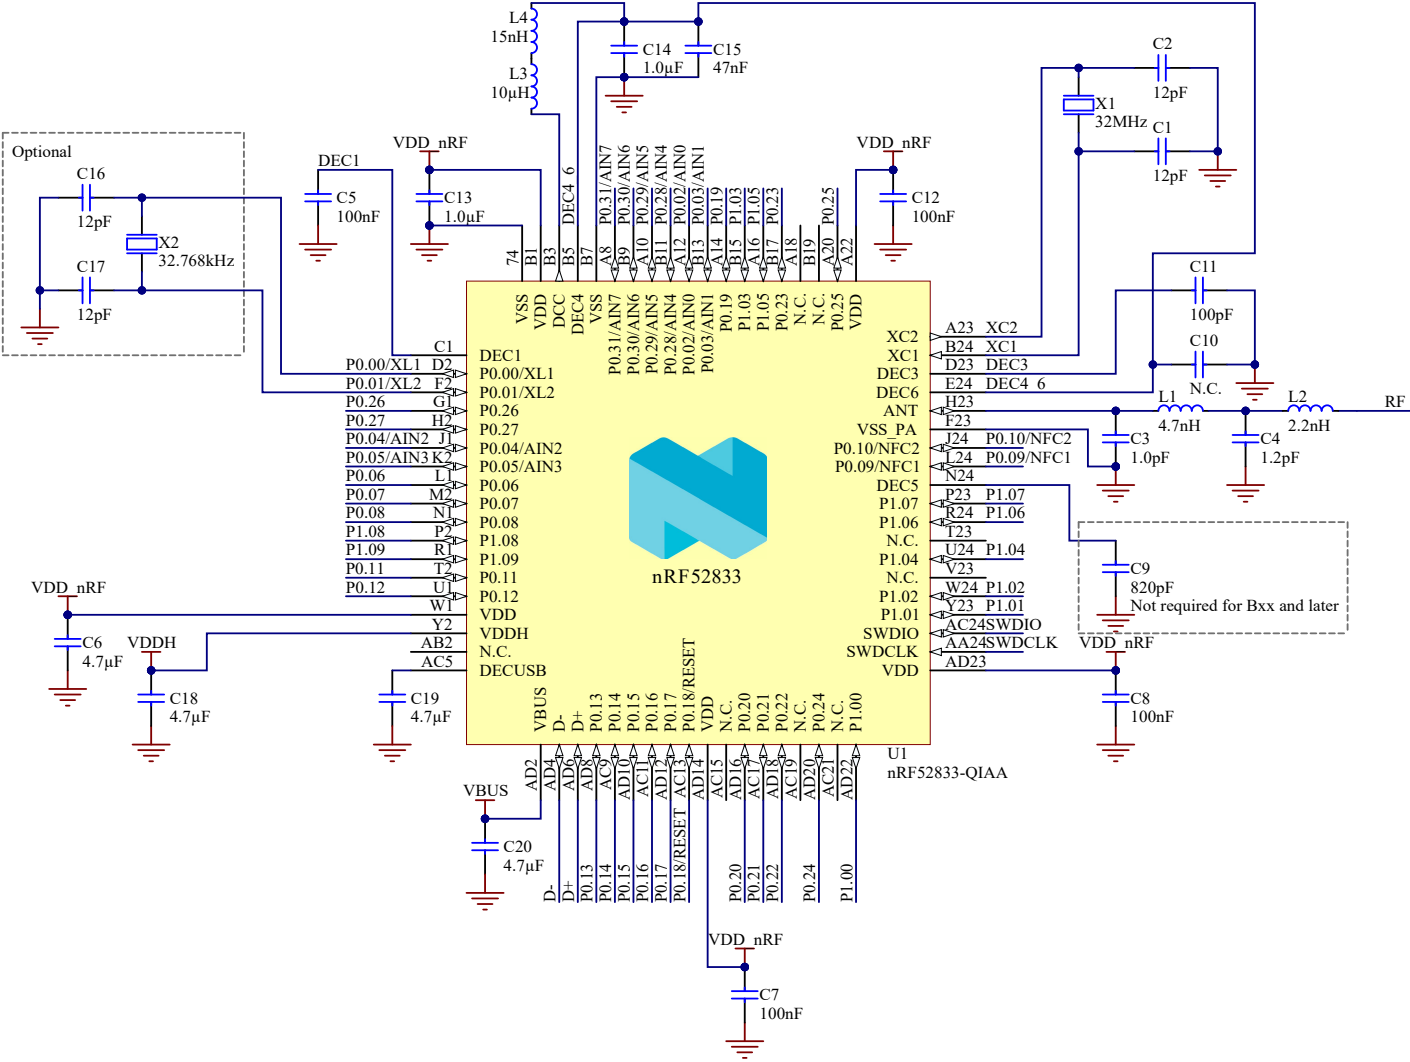 L4
15nH
L3
10µH
C14
1.0µF
C15
47nF
C2
12pF
X1
32MHz
C1
12pF
Optional
C16
12pF
X2
32.768kHz
C17
12pF
DEC1
C5
100nF
VDD_nRF
C13
1.0µF
VDD_nRF
C12
100nF
DEC4_6
P0.31/AIN7
P0.30/AIN6
P0.29/AIN5
P0.28/AIN4
P0.02/AIN0
P0.03/AIN1
P0.19
P1.03
P1.05
P0.23
P0.25
74
B1
B3
B5
B7
A8
B9
A10
B11
A12
B13
A14
B15
A16
B17
A18
B19
A20
A22
VSS
VDD
DCC
DEC4
VSS
P0.31/AIN7
P0.30/AIN6
P0.29/AIN5
P0.28/AIN4
P0.02/AIN0
P0.03/AIN1
P0.19
P1.03
P1.05
P0.23
N.C.
N.C.
P0.25
VDD
C1 DEC1
P0.00/XL1 D2 P0.00/XL1
P0.01/XL2 F2 P0.01/XL2
P0.26 G1 P0.26
P0.27 H2 P0.27
P0.04/AIN2 J1 P0.04/AIN2
P0.05/AIN3 K2 P0.05/AIN3
P0.06 L1 P0.06
P0.07 M2 P0.07
P0.08 N1 P0.08
P1.08 P2 P1.08
P1.09 R1 P1.09
P0.11 T2 P0.11
P0.12 U1 P0.12
W1 VDD
Y2 VDDH
AB2 N.C.
AC5 DECUSB
XC2 A23 XC2
XC1 B24 XC1
DEC3 D23 DEC3
DEC6 E24 DEC4_6
ANT H23
VSS_PA F23
P0.10/NFC2 J24 P0.10/NFC2
P0.09/NFC1 L24 P0.09/NFC1
DEC5 N24
P1.07 P23 P1.07
P1.06 R24 P1.06
N.C. T23
P1.04 U24 P1.04
N.C. V23
P1.02 W24 P1.02
P1.01 Y23 P1.01
SWDIO AC24 SWDIO
SWDCLK AA24 SWDCLK
VDD AD23
nRF52833
C11
100pF
C10
N.C.
L1
4.7nH
L2
2.2nH
RF
C3
1.0pF
C4
1.2pF
C9
820pF
Not required for Bxx and later
VDD_nRF
C8
100nF
VDD_nRF
C6
4.7µF
VDDH
C18
4.7µF
C19
4.7µF
VBUS
D-
D+
P0.13
P0.14
P0.15
P0.16
P0.17
P0.18/RESET
VDD
N.C.
P0.20
P0.21
P0.22
N.C.
P0.24
N.C.
P1.00
U1
nRF52833-QIAA
AD2
AD4
AD6
AD8
AC9
AD10
AC11
AD12
AC13
AD14
AC15
AD16
AC17
AD18
AC19
AD20
AC21
AD22
VBUS
C20
4.7µF
D-
D+
P0.13
P0.14
P0.15
P0.16
P0.17
P0.18/RESET
P0.20
P0.21
P0.22
P0.24
P1.00
VDD_nRF
C7
100nF